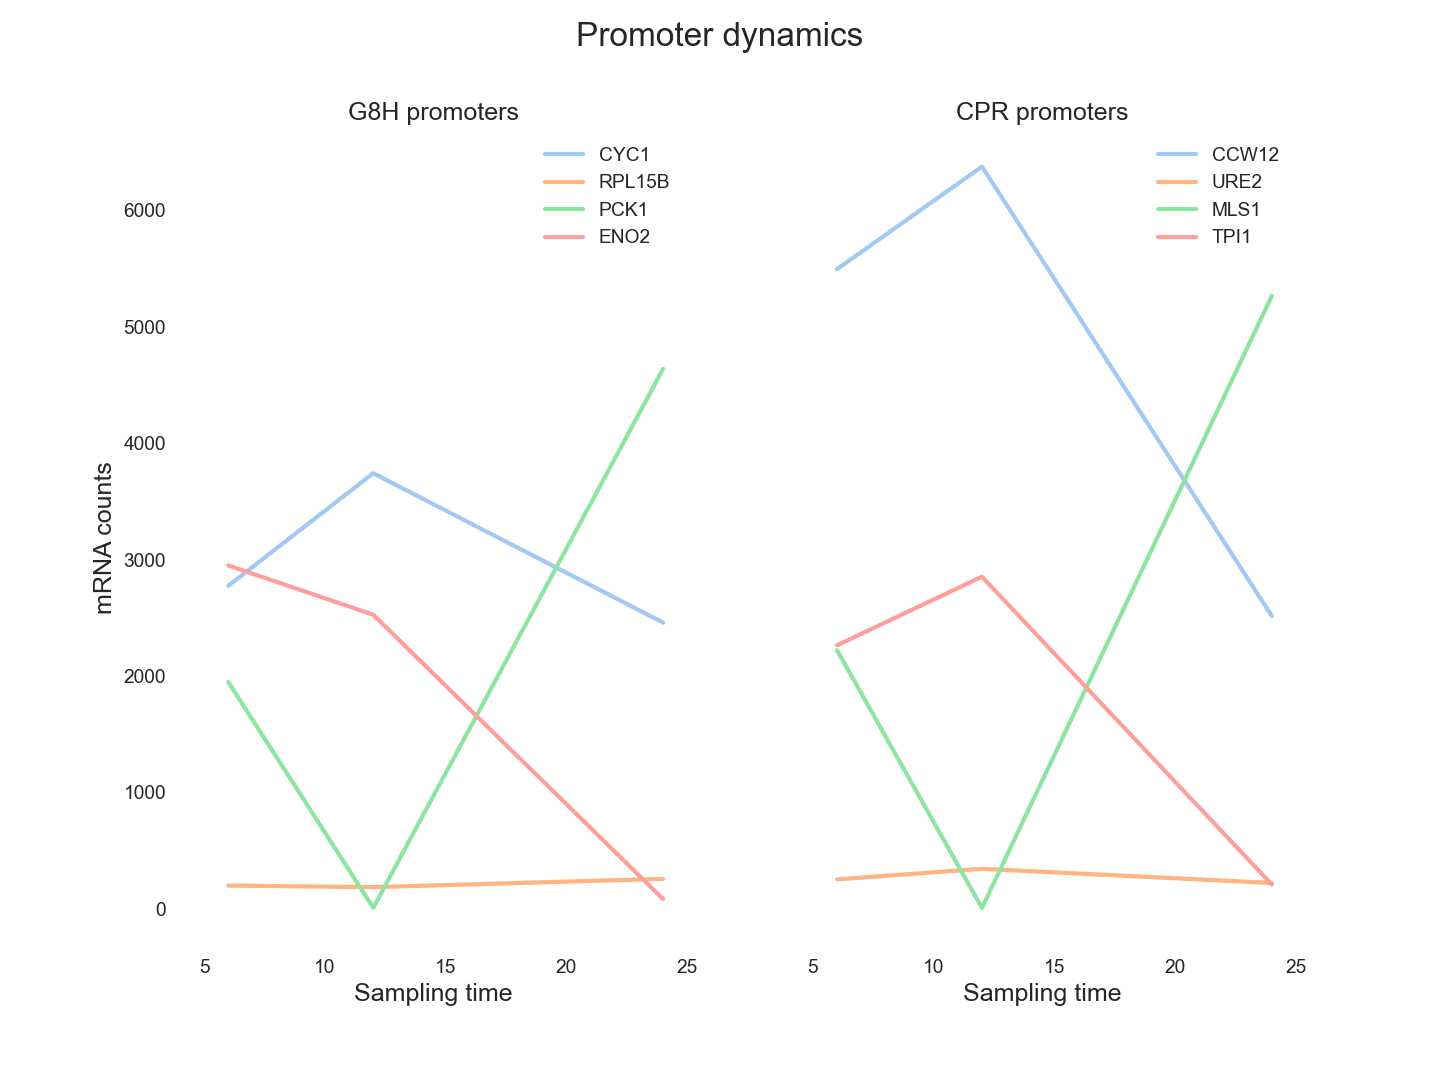 Promoter dynamics
G8H promoters
CYC1
RPL15B
PCK1
ENO2
6000
5000
4000
3000
2000
1000
0
mRNA counts
5 10 15 20 25
Sampling time
CPR promoters
CCW12
URE2
MLS1
TPI1
5 10 15 20 25
Sampling time